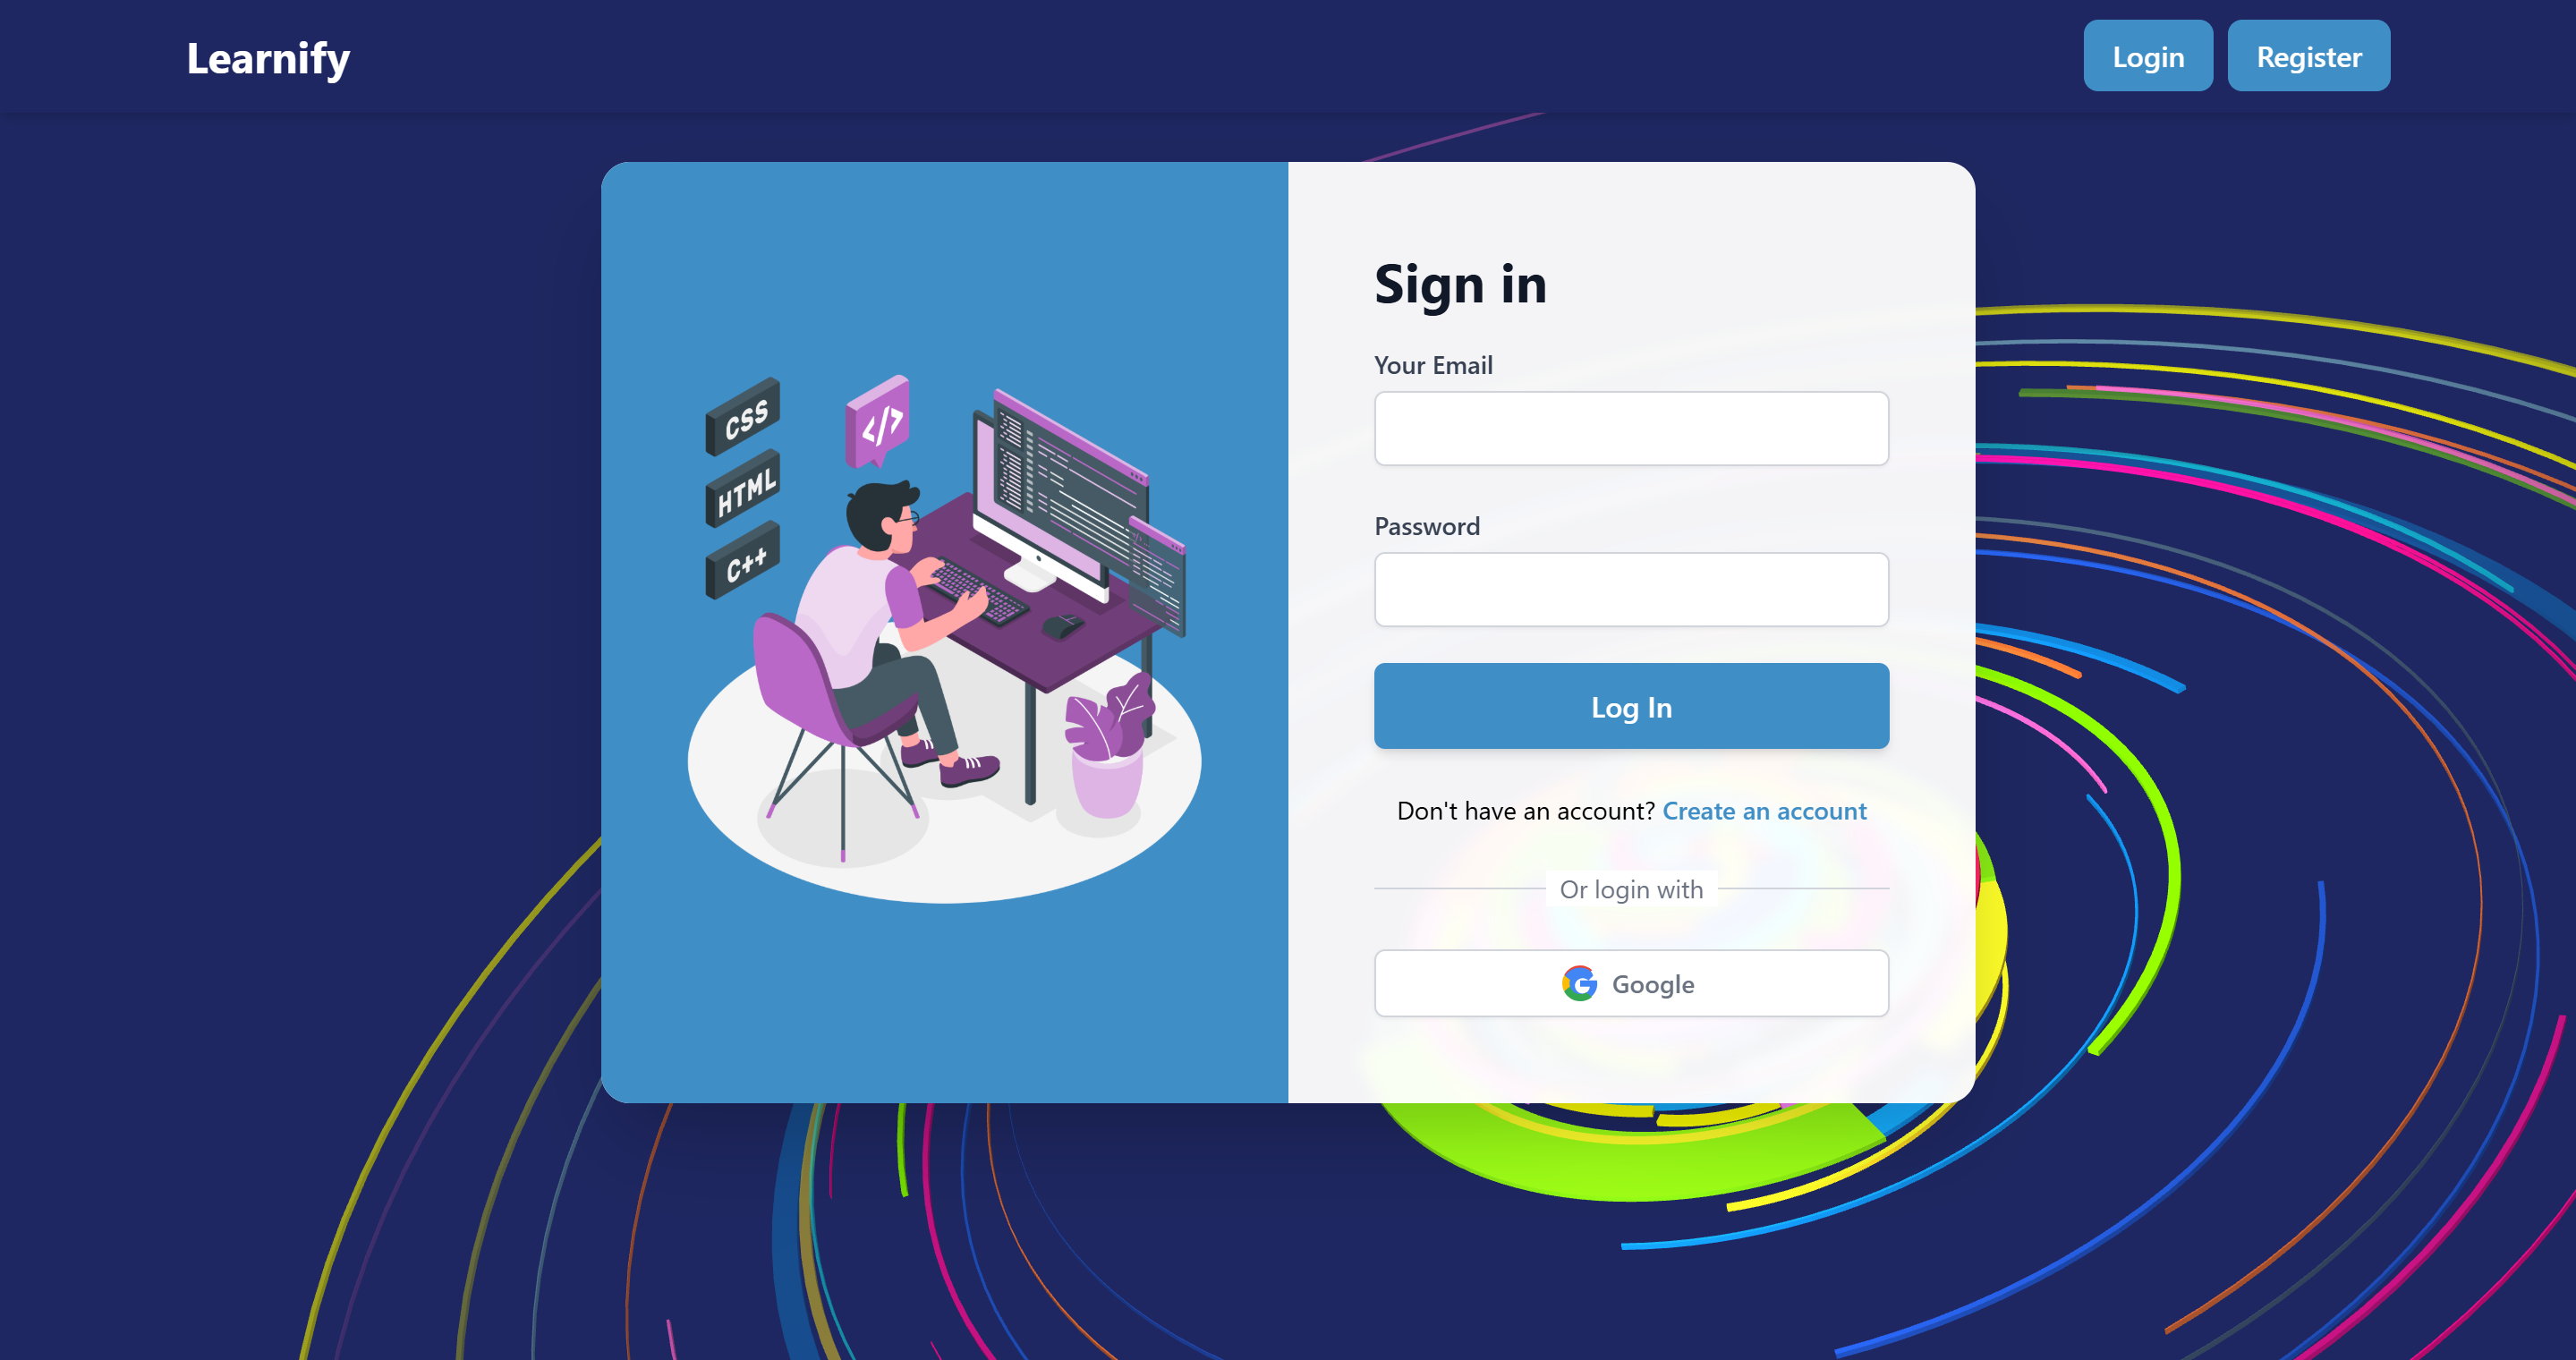 Learnify
Login
Register
CSS
HTML
C++
</>
Sign in
Your Email
Password
Log In
Don't have an account? Create an account
Or login with
Google